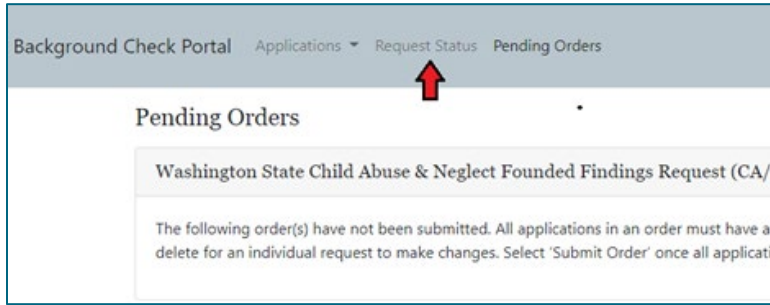 Background Check Portal Applications Request Status Pending Orders
Pending Orders
Washington State Child Abuse & Neglect Founded Findings Request (CA/
The following order(s) have not been submitted. All applications in an order must have a
delete for an individual request to make changes. Select 'Submit Order' once all applicati